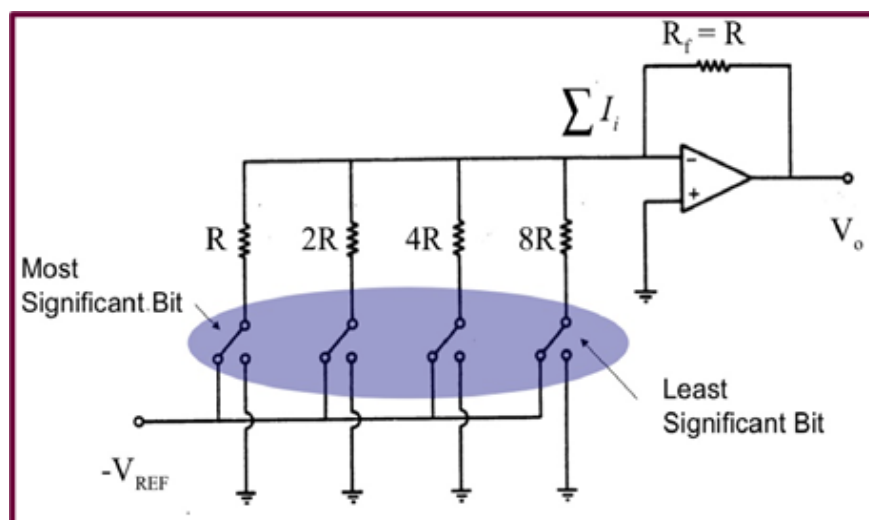 R_f = R
∑ I_i
−
+
V_o
R
2R
4R
8R
Most
Significant Bit
Least
Significant Bit
-V_REF